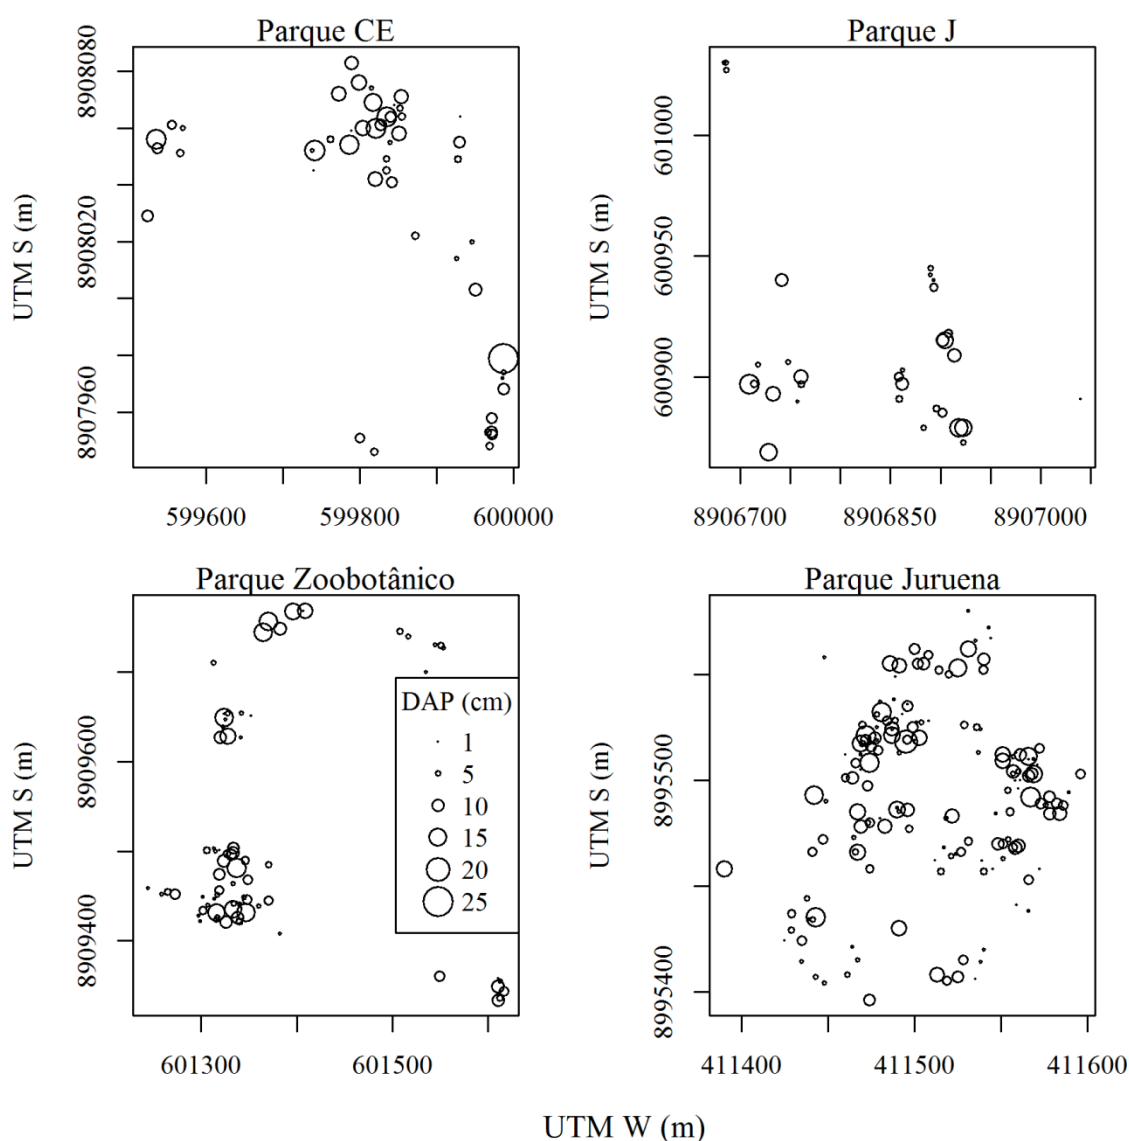 Parque CE
UTM S (m)
8908080
8908020
8907960
599600
599800
600000
Parque J
UTM S (m)
601000
600950
600900
8906700
8906850
8907000
Parque Zoobotânico
UTM S (m)
8909600
8909400
601300
601500
DAP (cm)
1
5
10
15
20
25
Parque Juruena
UTM S (m)
8995500
8995400
411400
411500
411600
UTM W (m)